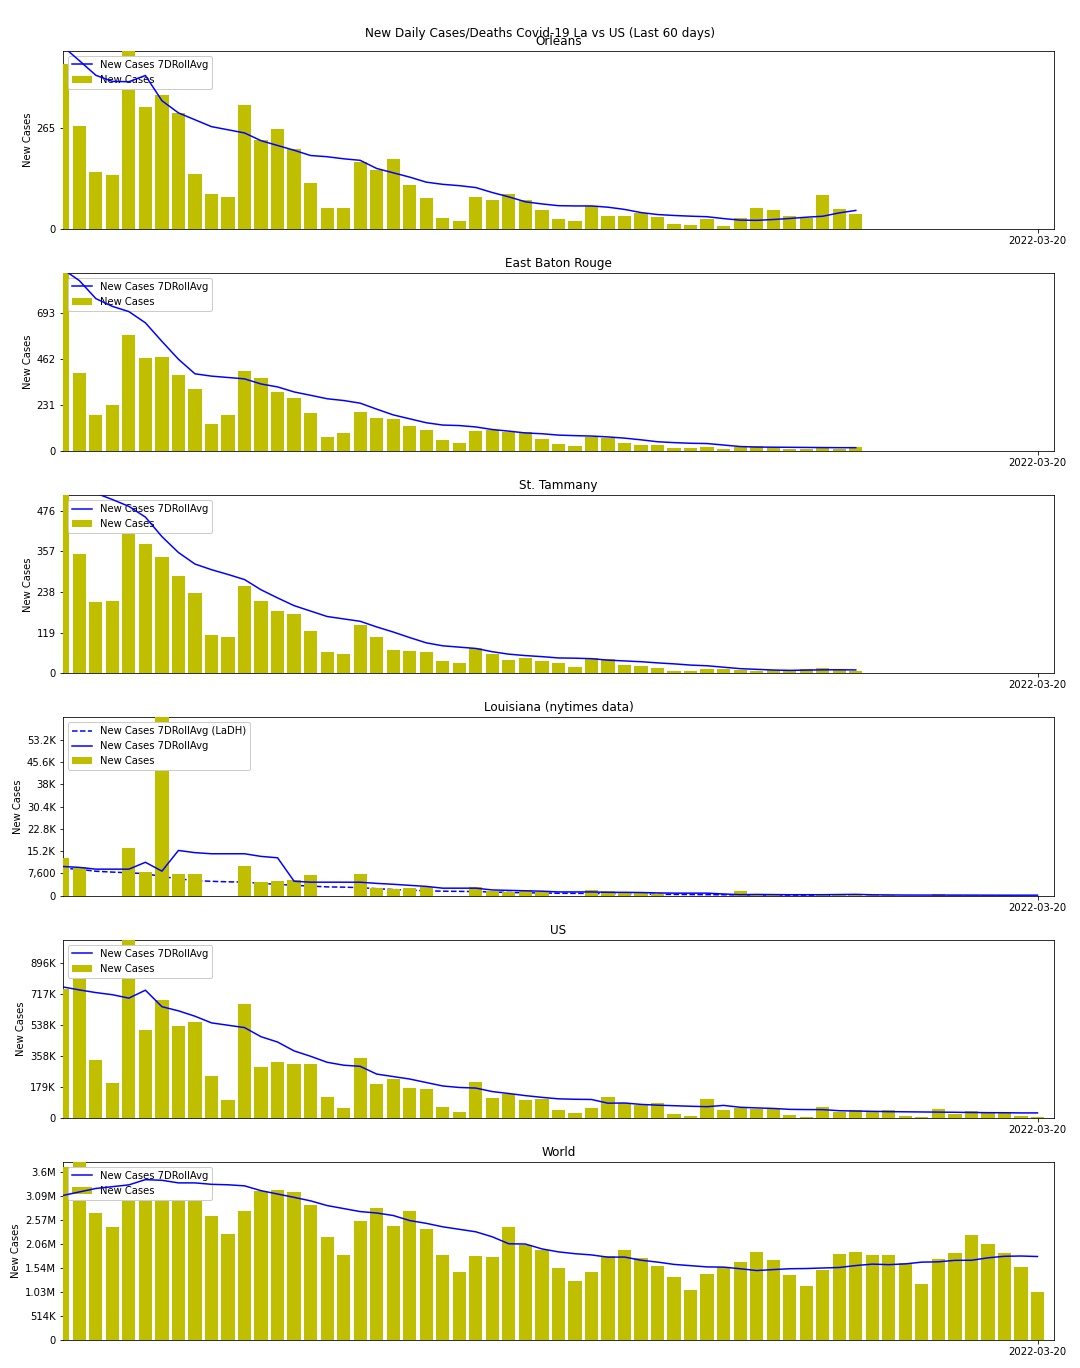 New Daily Cases/Deaths Covid-19 La vs US (Last 60 days)
Orleans
New Cases 7DRollAvg
New Cases
New Cases
265
0
2022-03-20
East Baton Rouge
New Cases 7DRollAvg
New Cases
New Cases
693
462
231
0
2022-03-20
St. Tammany
New Cases 7DRollAvg
New Cases
New Cases
476
357
238
119
0
2022-03-20
Louisiana (nytimes data)
New Cases 7DRollAvg (LaDH)
New Cases 7DRollAvg
New Cases
New Cases
53.2K
45.6K
38K
30.4K
22.8K
15.2K
7,600
0
2022-03-20
US
New Cases 7DRollAvg
New Cases
New Cases
896K
717K
538K
358K
179K
0
2022-03-20
World
New Cases 7DRollAvg
New Cases
New Cases
3.6M
3.09M
2.57M
2.06M
1.54M
1.03M
514K
0
2022-03-20